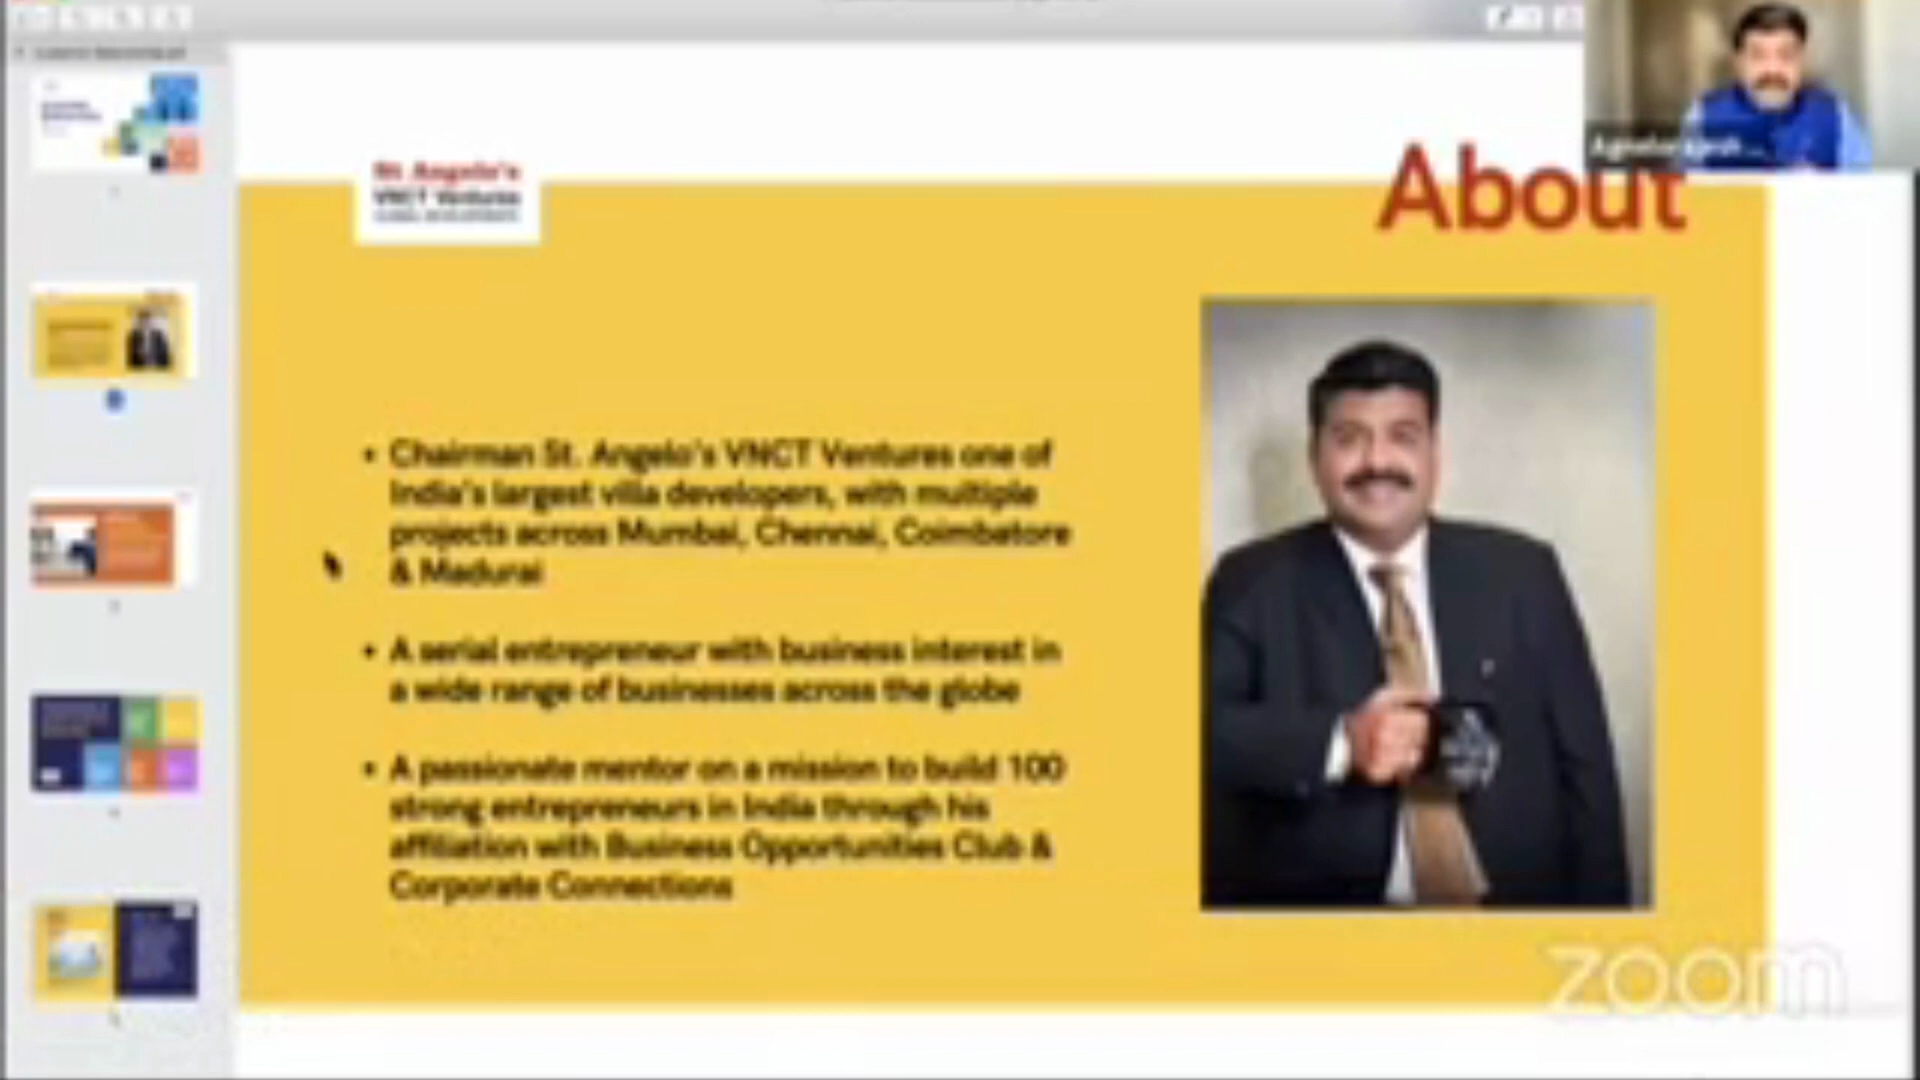 St Angelo's
VNCT Ventures
About
• Chairman St. Angelo's VNCT Ventures one of
India's largest villa developers, with multiple
projects across Mumbai, Chennai, Coimbatore
& Madurai
• A serial entrepreneur with business interest in
a wide range of businesses across the globe
• A passionate mentor on a mission to build 100
strong entrepreneurs in India through his
affiliation with Business Opportunities Club &
Corporate Connections
zoom